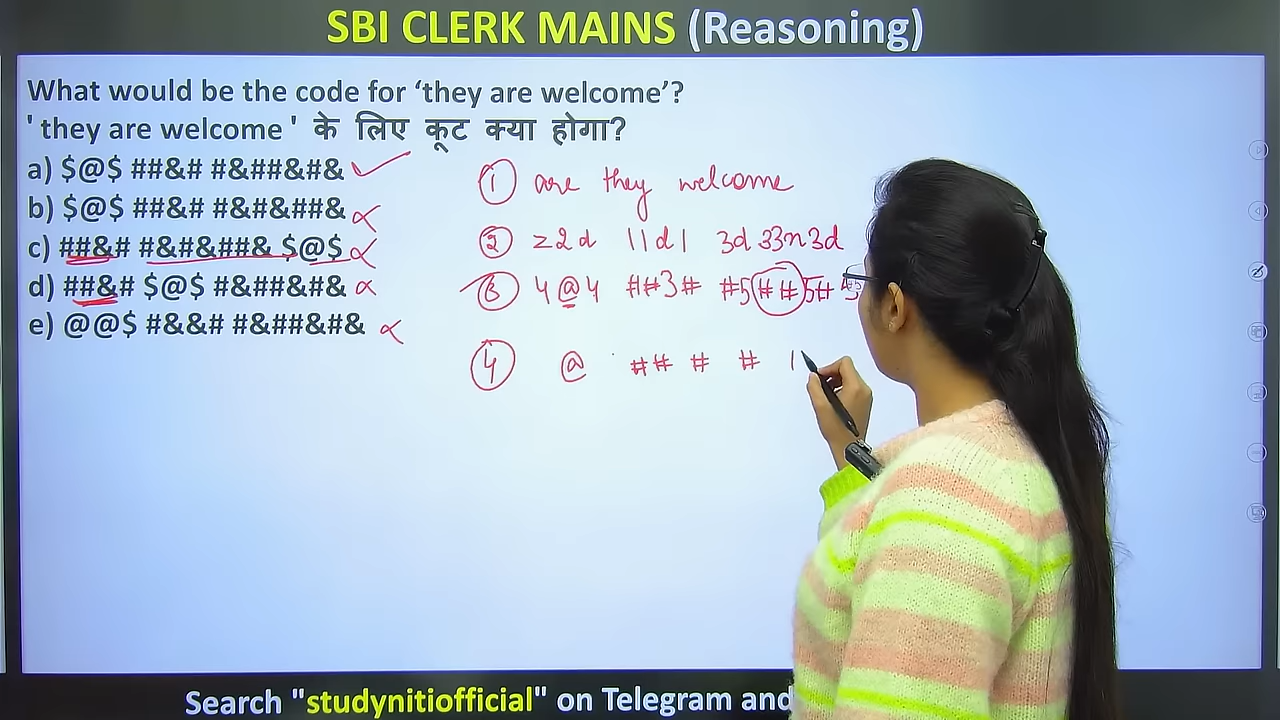 SBI CLERK MAINS (Reasoning)
What would be the code for ‘they are welcome’?
' they are welcome ' के लिए कूट क्या होगा?
a) $@$ ##&# #&##&#&
b) $@$ ##&# #&#&##&
c) ##&# #&#&##& $@$
d) ##&# $@$ #&##&#&
e) @@$ #&&# #&##&#&
① are they welcome
② z2d 11d1 3d33n3d
③ 4@4 ##3# #5##5#
④ @ ## # #
Search "studynitiofficial" on Telegram and